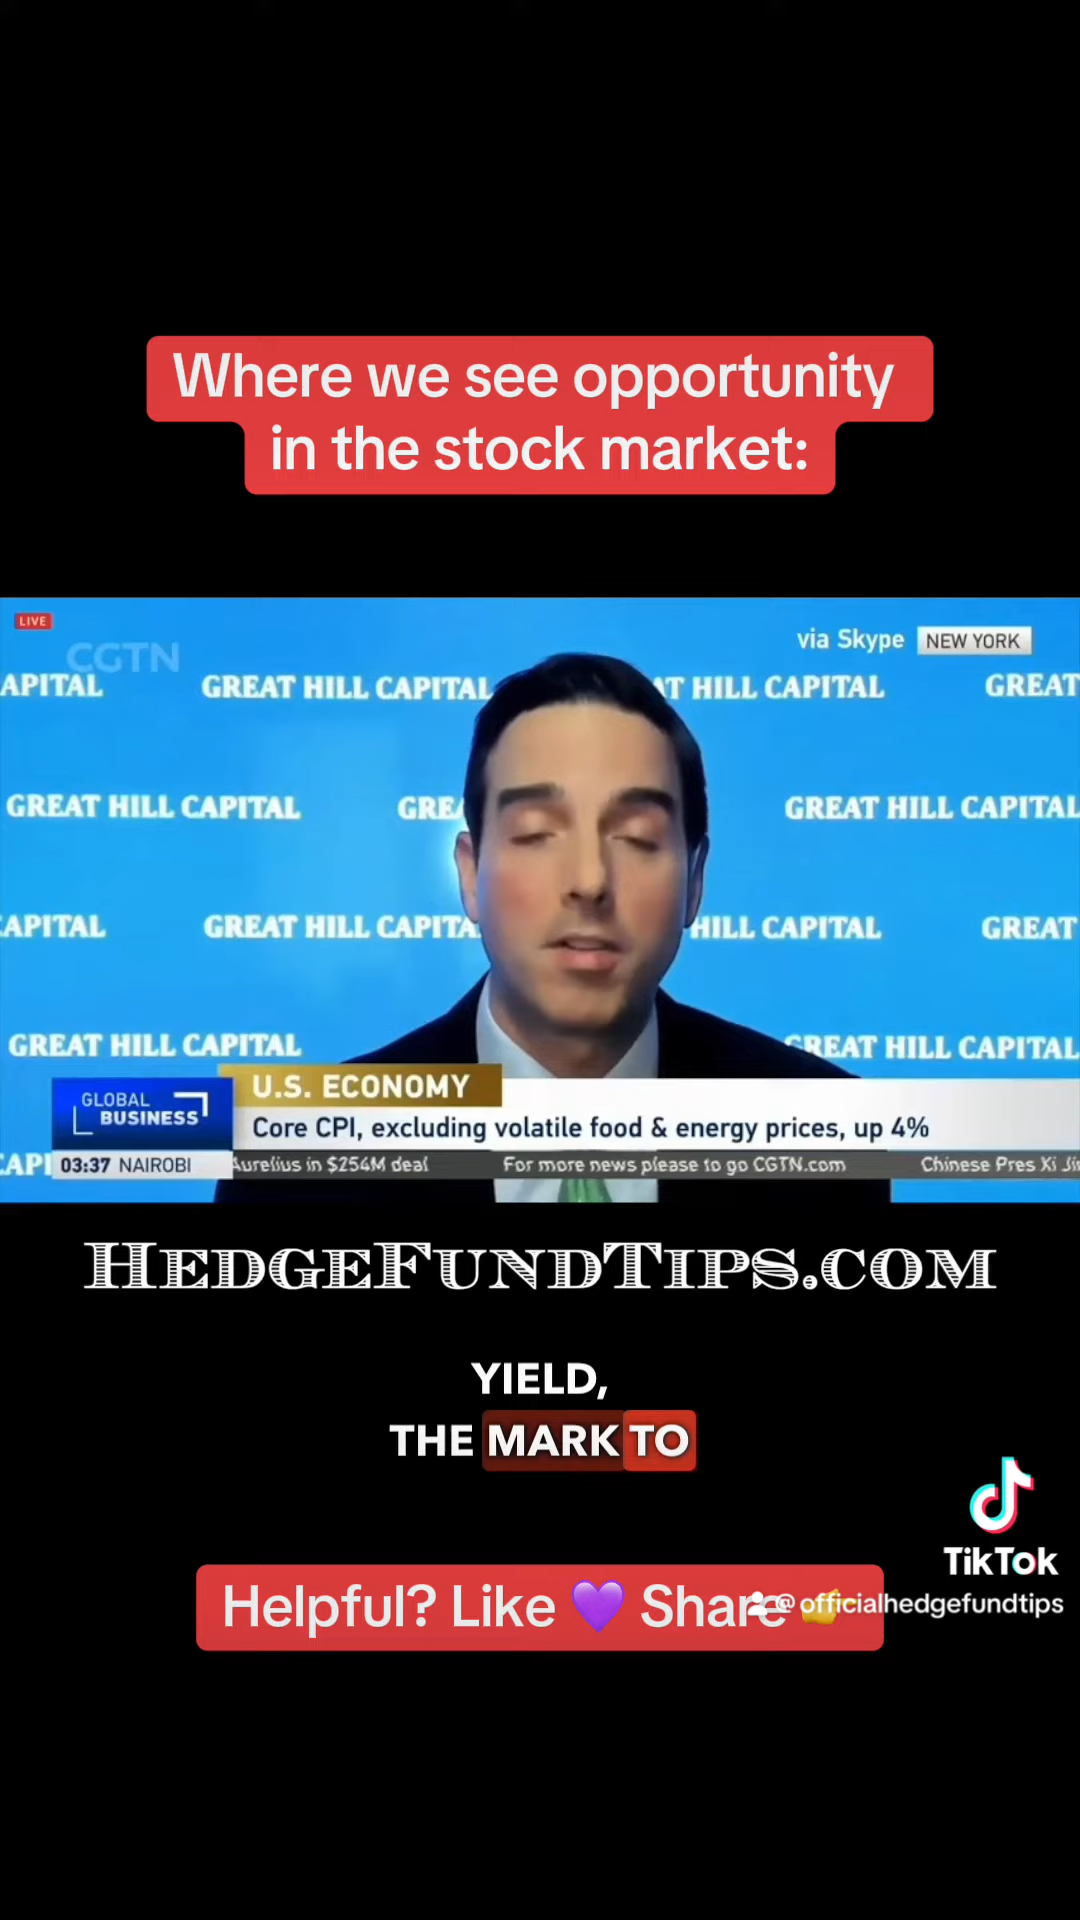 Where we see opportunity
in the stock market:
LIVE
CGTN
via Skype NEW YORK
APITAL GREAT HILL CAPITAL AT HILL CAPITAL GREAT
GREAT HILL CAPITAL GREA GREAT HILL CAPITAL
CAPITAL GREAT HILL CAPITA HILL CAPITAL GREAT
GREAT HILL CAPITAL GREAT HILL CAPITAL
U.S. ECONOMY
GLOBAL
BUSINESS
Core CPI, excluding volatile food & energy prices, up 4%
CAPI 03:37 NAIROBI Aurelius in $254M deal For more news please to go CGTN.com Chinese Pres Xi Jin
HEDGEFUNDTIPS.COM
YIELD,
THE MARK TO
TikTok
Helpful? Like 💜 Share
@officialhedgefundtips